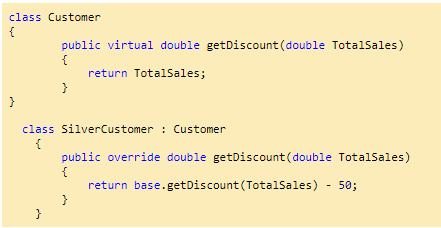 class Customer
{
public virtual double getDiscount(double TotalSales)
{
return TotalSales;
}
}
class SilverCustomer : Customer
{
public override double getDiscount(double TotalSales)
{
return base.getDiscount(TotalSales) - 50;
}
}